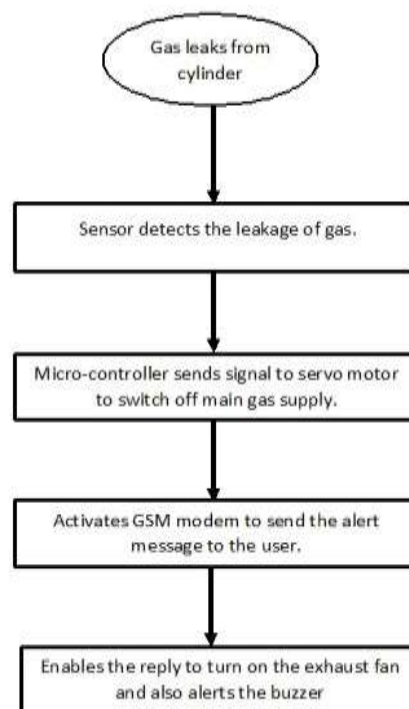 Gas leaks from
cylinder
Sensor detects the leakage of gas.
Micro-controller sends signal to servo motor
to switch off main gas supply.
Activates GSM modem to send the alert
message to the user.
Enables the reply to turn on the exhaust fan
and also alerts the buzzer